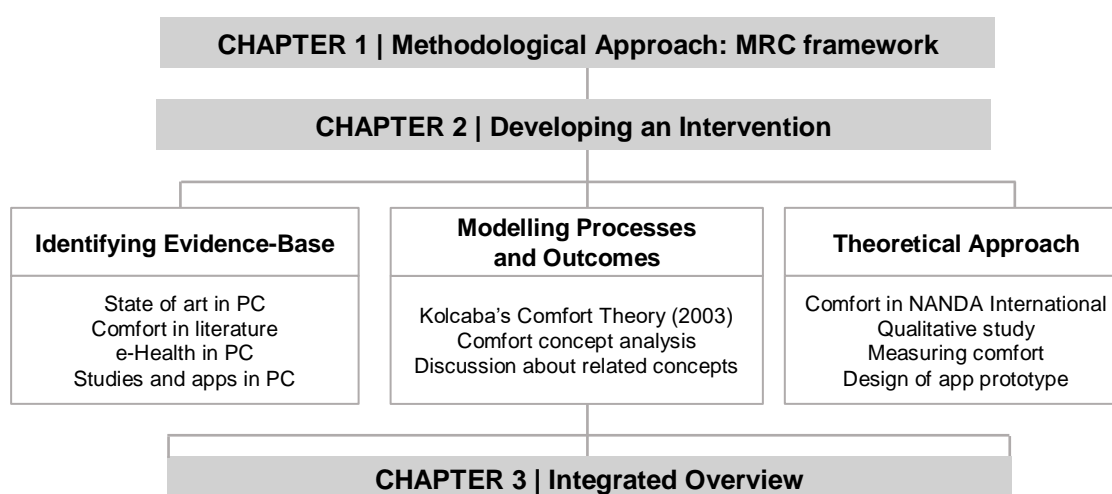 CHAPTER 1 | Methodological Approach: MRC framework
CHAPTER 2 | Developing an Intervention
Identifying Evidence-Base
State of art in PC
Comfort in literature
e-Health in PC
Studies and apps in PC
Modelling Processes
and Outcomes
Kolcaba’s Comfort Theory (2003)
Comfort concept analysis
Discussion about related concepts
Theoretical Approach
Comfort in NANDA International
Qualitative study
Measuring comfort
Design of app prototype
CHAPTER 3 | Integrated Overview